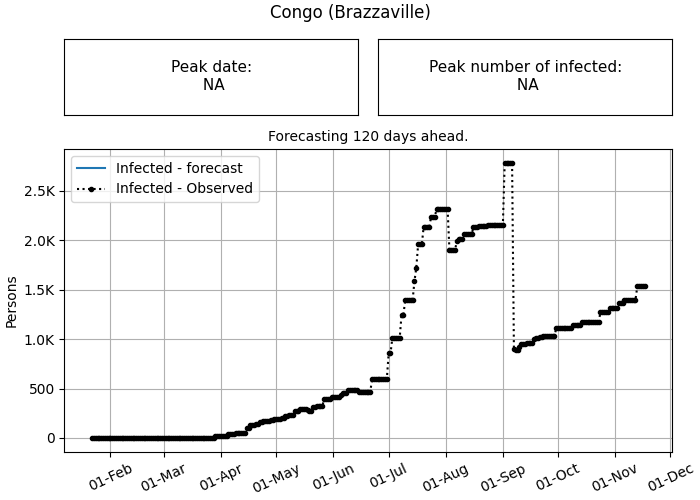 Congo (Brazzaville)
Peak date:
NA
Peak number of infected:
NA
Forecasting 120 days ahead.
Infected - forecast
Infected - Observed
Persons
2.5K
2.0K
1.5K
1.0K
500
0
01-Feb
01-Mar
01-Apr
01-May
01-Jun
01-Jul
01-Aug
01-Sep
01-Oct
01-Nov
01-Dec